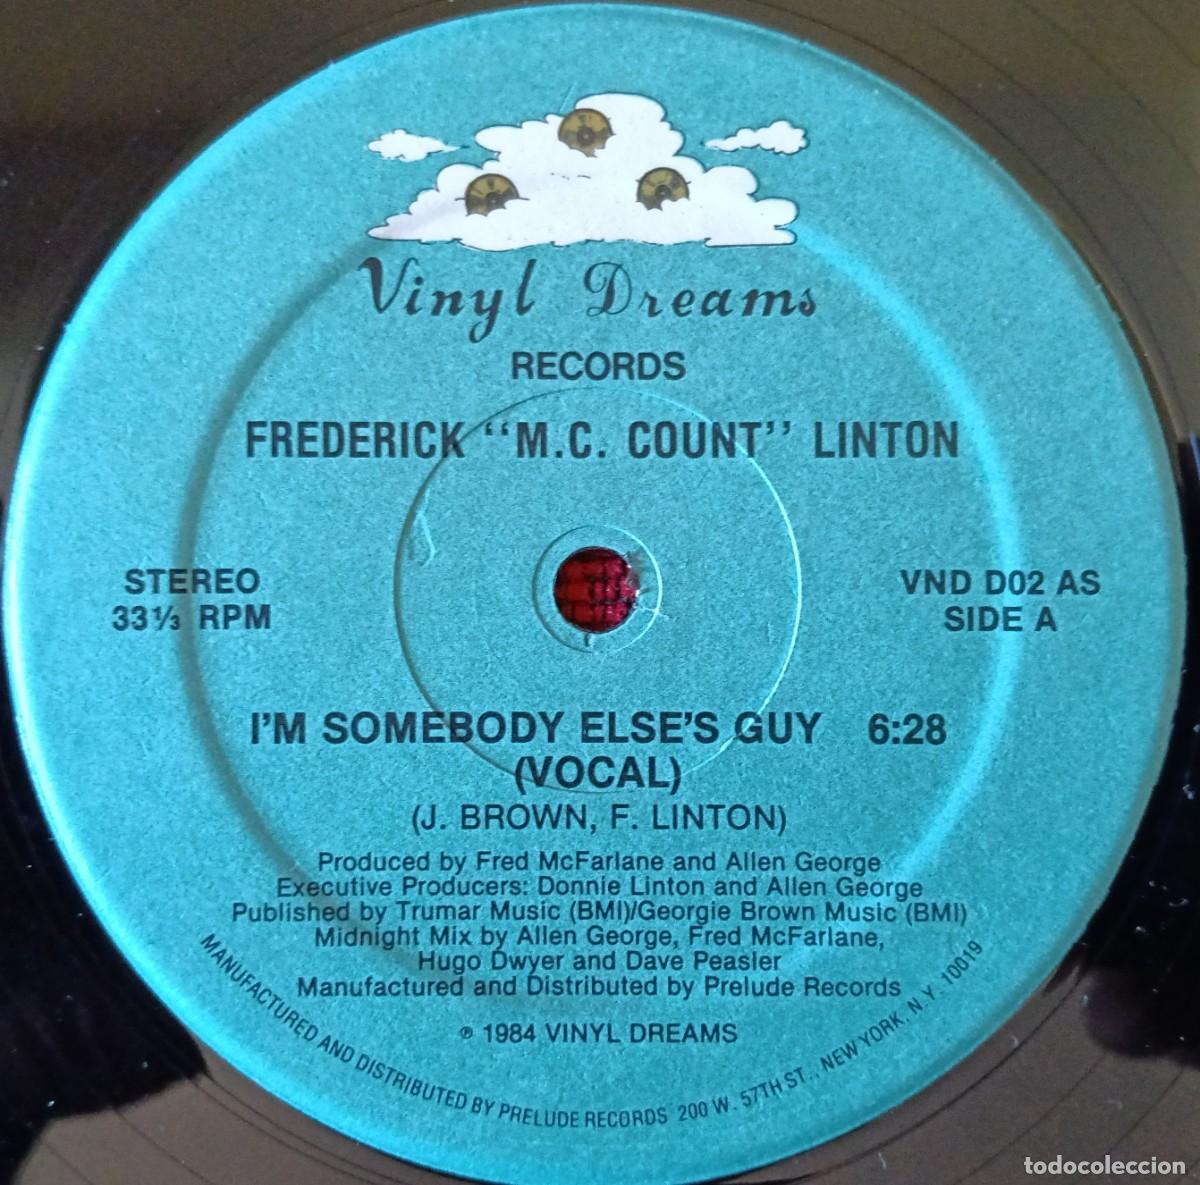 Vinyl Dreams
RECORDS
FREDERICK "M.C. COUNT" LINTON
STEREO
33⅓ RPM
VND D02 AS
SIDE A
I'M SOMEBODY ELSE'S GUY 6:28
(VOCAL)
(J. BROWN, F. LINTON)
Produced by Fred McFarlane and Allen George
Executive Producers: Donnie Linton and Allen George
Published by Trumar Music (BMI)/Georgie Brown Music (BMI)
Midnight Mix by Allen George, Fred McFarlane,
Hugo Dwyer and Dave Peasler
Manufactured and Distributed by Prelude Records
℗ 1984 VINYL DREAMS
MANUFACTURED AND DISTRIBUTED BY PRELUDE RECORDS 200 W. 57TH ST., NEW YORK, N.Y. 10019
todocoleccion